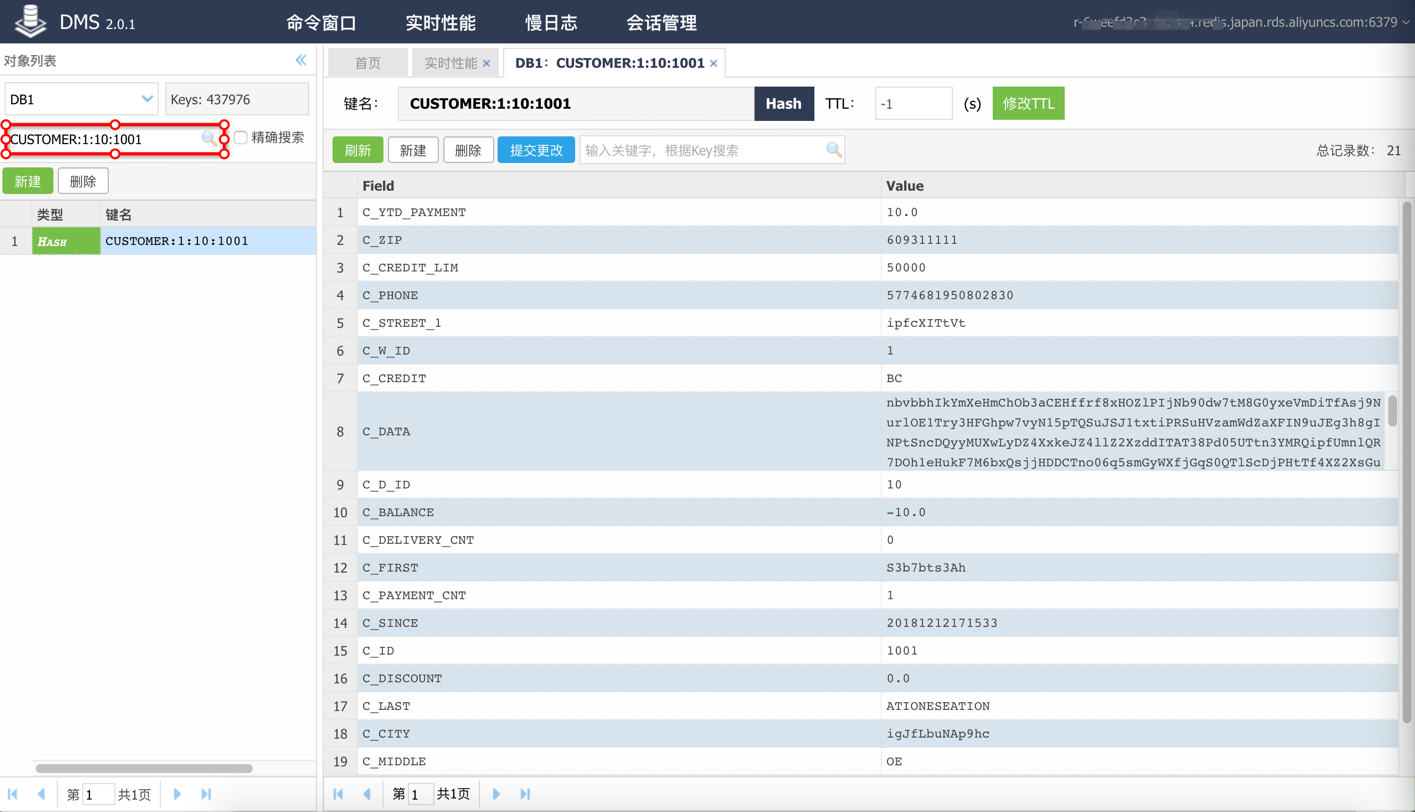 DMS 2.0.1
命令窗口 实时性能 慢日志 会话管理
redis.japan.rds.aliyuncs.com:6379
对象列表
DB1 Keys: 437976
CUSTOMER:1:10:1001 精确搜索
新建 删除
类型 键名
1 HASH CUSTOMER:1:10:1001
第 1 共1页
首页 实时性能 × DB1: CUSTOMER:1:10:1001 ×
键名: CUSTOMER:1:10:1001 Hash TTL: -1 (s) 修改TTL
刷新 新建 删除 提交更改 输入关键字，根据Key搜索 总记录数: 21
Field Value
1 C_YTD_PAYMENT 10.0
2 C_ZIP 609311111
3 C_CREDIT_LIM 50000
4 C_PHONE 5774681950802830
5 C_STREET_1 ipfcXITtVt
6 C_W_ID 1
7 C_CREDIT BC
8 C_DATA nbvbbhIkYmXeHmChOb3aCEHffrf8xHOZlPIjNb90dw7tM8G0yxeVmDiTfAsj9N
urlOElTry3HFGhpw7vyNl5pTQSuJSJ1txtiPRSuHVzamWdZaXFIN9uJEg3h8gI
NPtSncDQyyMUXwLyDZ4XxkeJZ4llZ2XzddITAT38Pd05UTtn3YMRQipfUmnlQR
7DOh1eHukF7M6bxQsjjHDDCTno06q5smGyWXfjGqS0QTlScDjPHtTf4XZ2XsGu
9 C_D_ID 10
10 C_BALANCE -10.0
11 C_DELIVERY_CNT 0
12 C_FIRST S3b7bts3Ah
13 C_PAYMENT_CNT 1
14 C_SINCE 20181212171533
15 C_ID 1001
16 C_DISCOUNT 0.0
17 C_LAST ATIONESEATION
18 C_CITY igJfLbuNAp9hc
19 C_MIDDLE OE
第 1 共1页